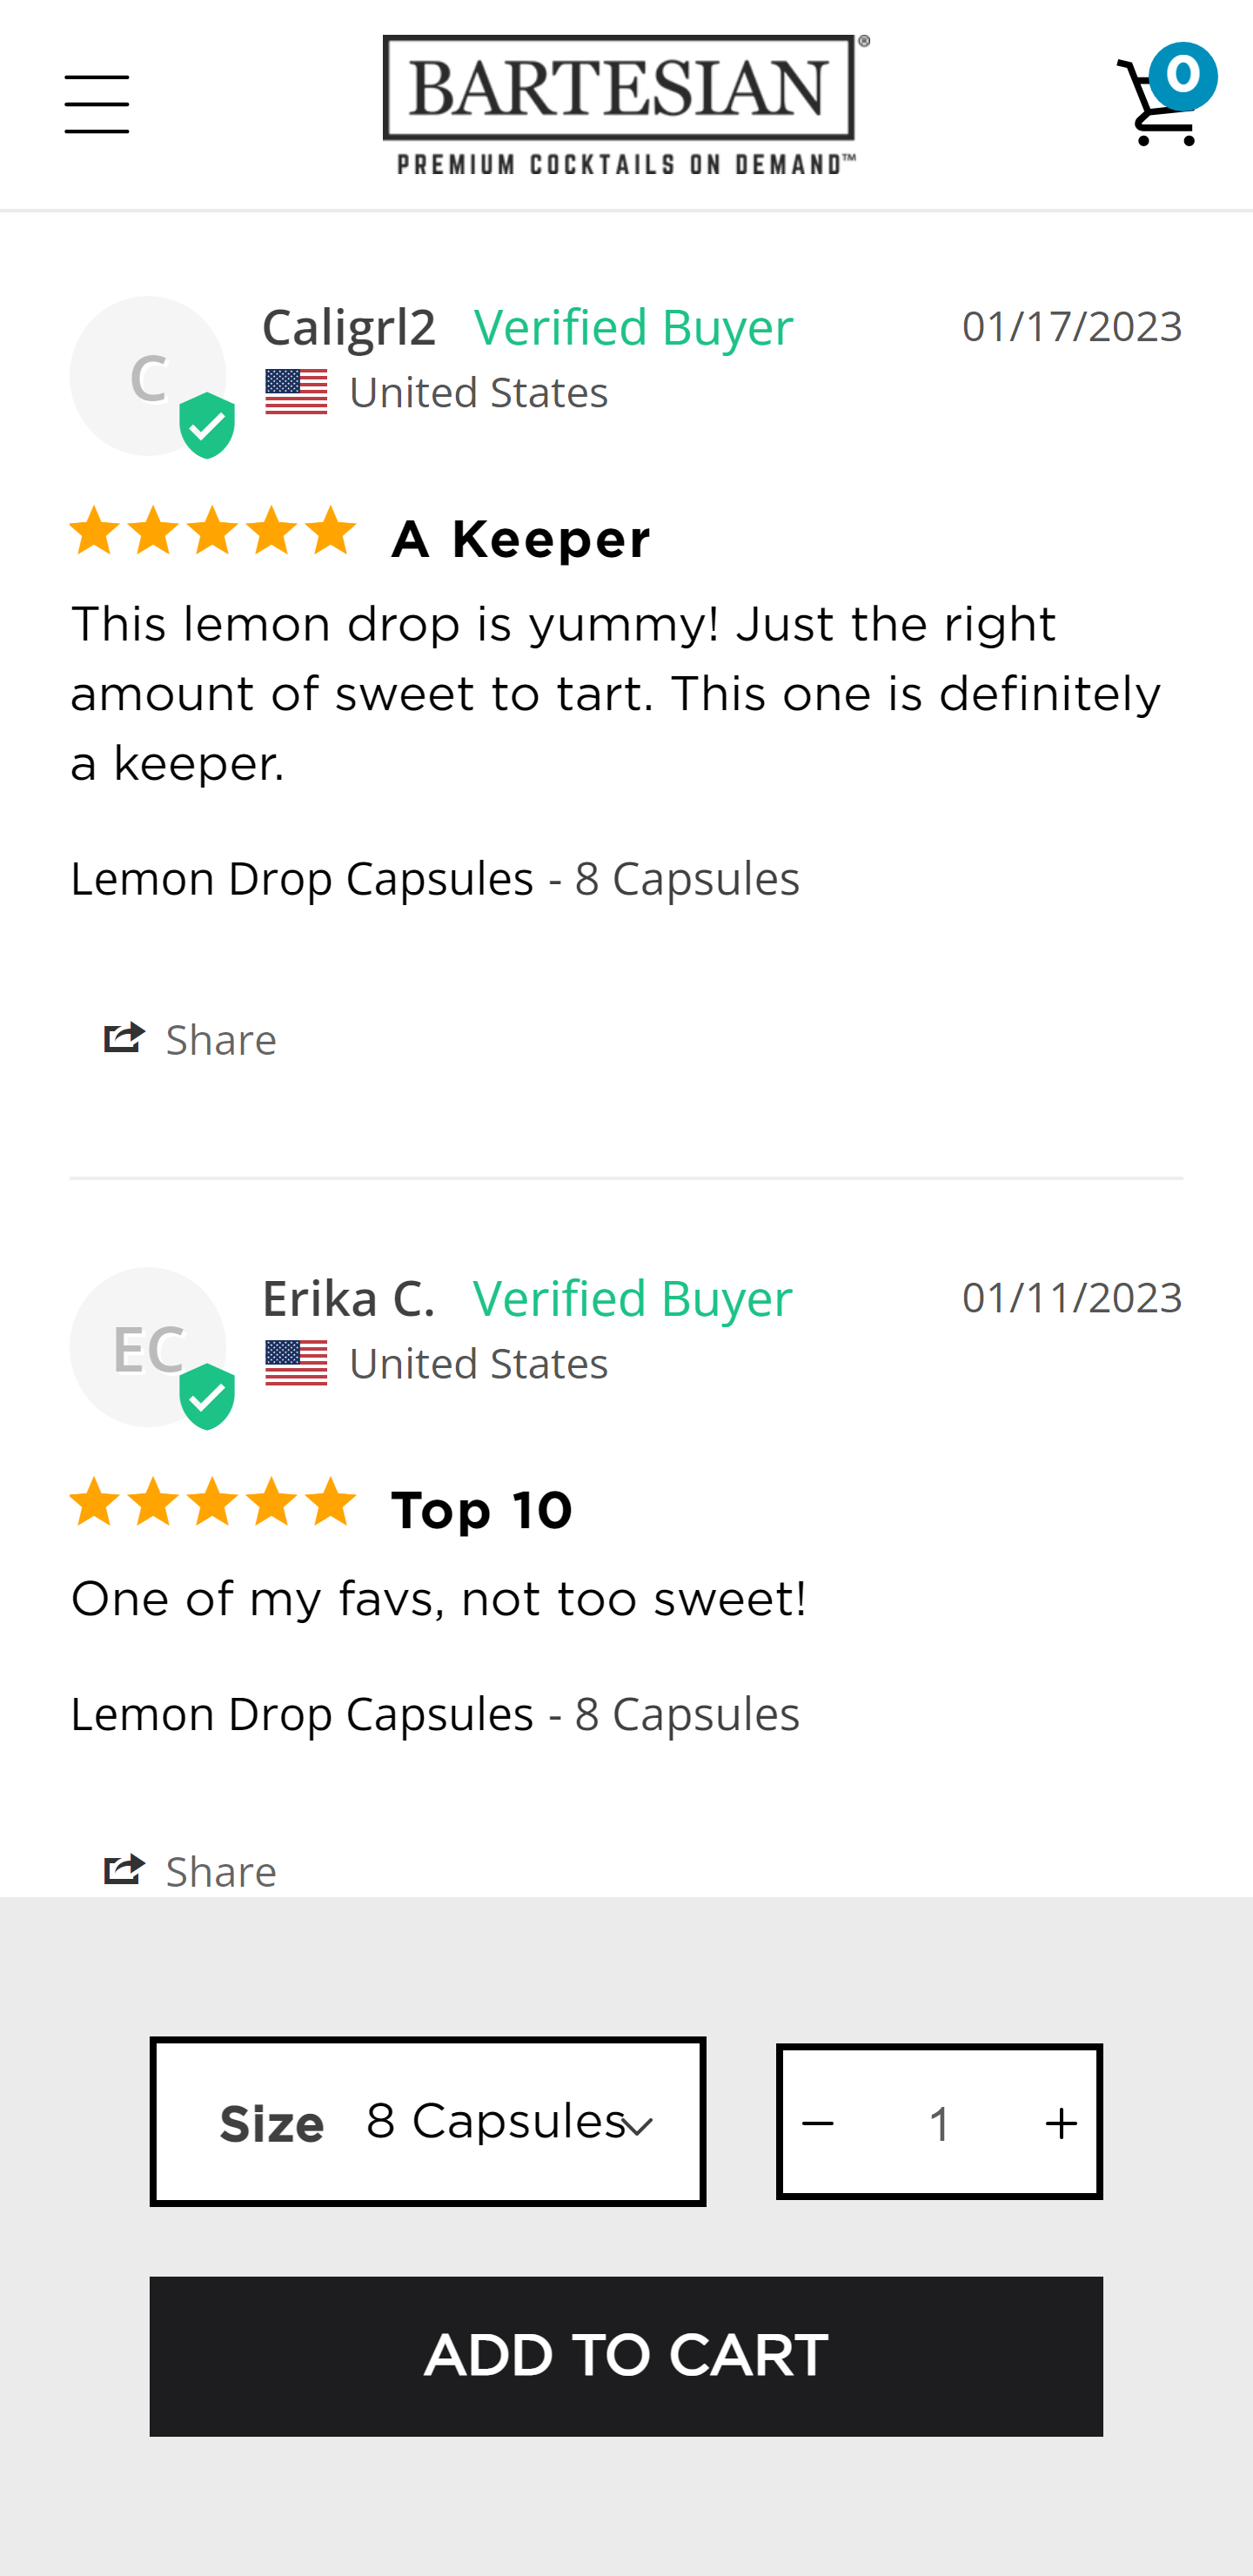 BARTESIAN®
PREMIUM COCKTAILS ON DEMAND™
0
C
Caligrl2 Verified Buyer 01/17/2023
United States
A Keeper
This lemon drop is yummy! Just the right
amount of sweet to tart. This one is definitely
a keeper.
Lemon Drop Capsules - 8 Capsules
Share
EC
Erika C. Verified Buyer 01/11/2023
United States
Top 10
One of my favs, not too sweet!
Lemon Drop Capsules - 8 Capsules
Share
Size 8 Capsules
− 1 +
ADD TO CART